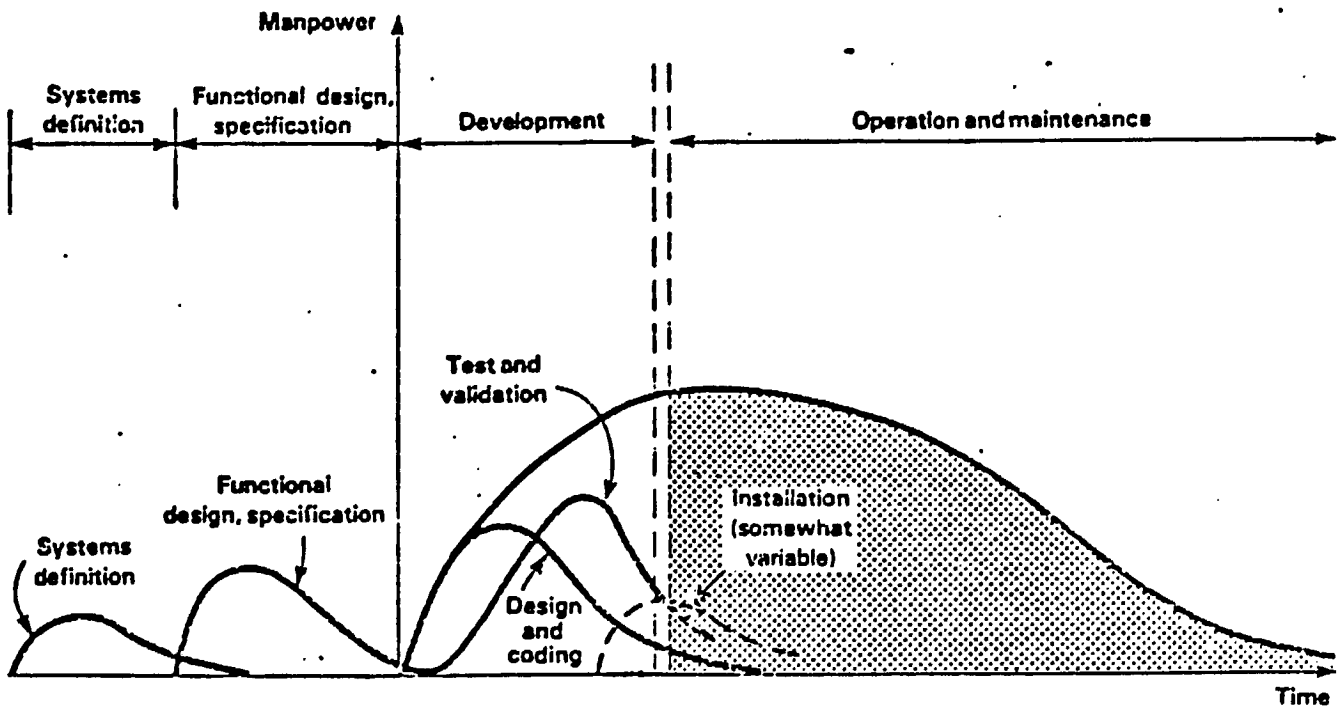 Manpower
Systems
definition
Functional design,
specification
Development
Operation and maintenance
Test and
validation
Functional
design, specification
Systems
definition
Installation
(somewhat
variable)
Design
and
coding
Time